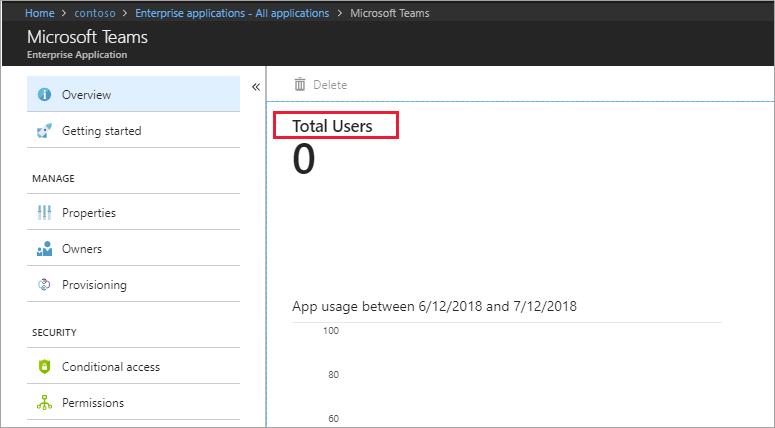 Home > contoso > Enterprise applications - All applications > Microsoft Teams
Microsoft Teams
Enterprise Application
Overview
Getting started
MANAGE
Properties
Owners
Provisioning
SECURITY
Conditional access
Permissions
«
Delete
Total Users
0
App usage between 6/12/2018 and 7/12/2018
100
80
60